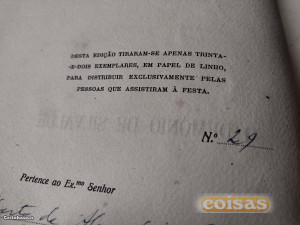 DESTA EDIÇÃO TIRARAM-SE APENAS TRINTA-
-E-DOIS EXEMPLARES, EM PAPEL DE LINHO,
PARA DISTRIBUIR EXCLUSIVAMENTE PELAS
PESSOAS QUE ASSISTIRAM À FESTA.
N.º 29
Pertence ao Ex.mo Senhor
de
coisas